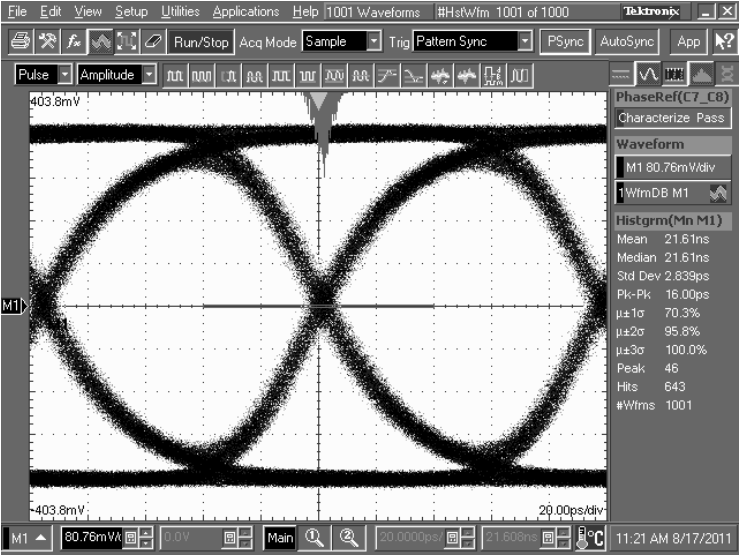 File Edit View Setup Utilities Applications Help 1001 Waveforms #HstWfm 1001 of 1000 Tektronix
Run/Stop Acq Mode Sample Trig Pattern Sync PSync AutoSync App
Pulse Amplitude
403.8mV
PhaseRef(C7_C8)
Characterize Pass
Waveform
M1 80.76mV/div
1WfmDB M1
Histgrm(Mn M1)
Mean 21.61ns
Median 21.61ns
Std Dev 2.839ps
Pk-Pk 16.00ps
µ±1σ 70.3%
µ±2σ 95.8%
µ±3σ 100.0%
Peak 46
Hits 643
#Wfms 1001
M1
-403.8mV 20.00ps/div
M1 80.76mV/ 0.0V Main 20.0000ps/ 21.608ns °C 11:21 AM 8/17/2011